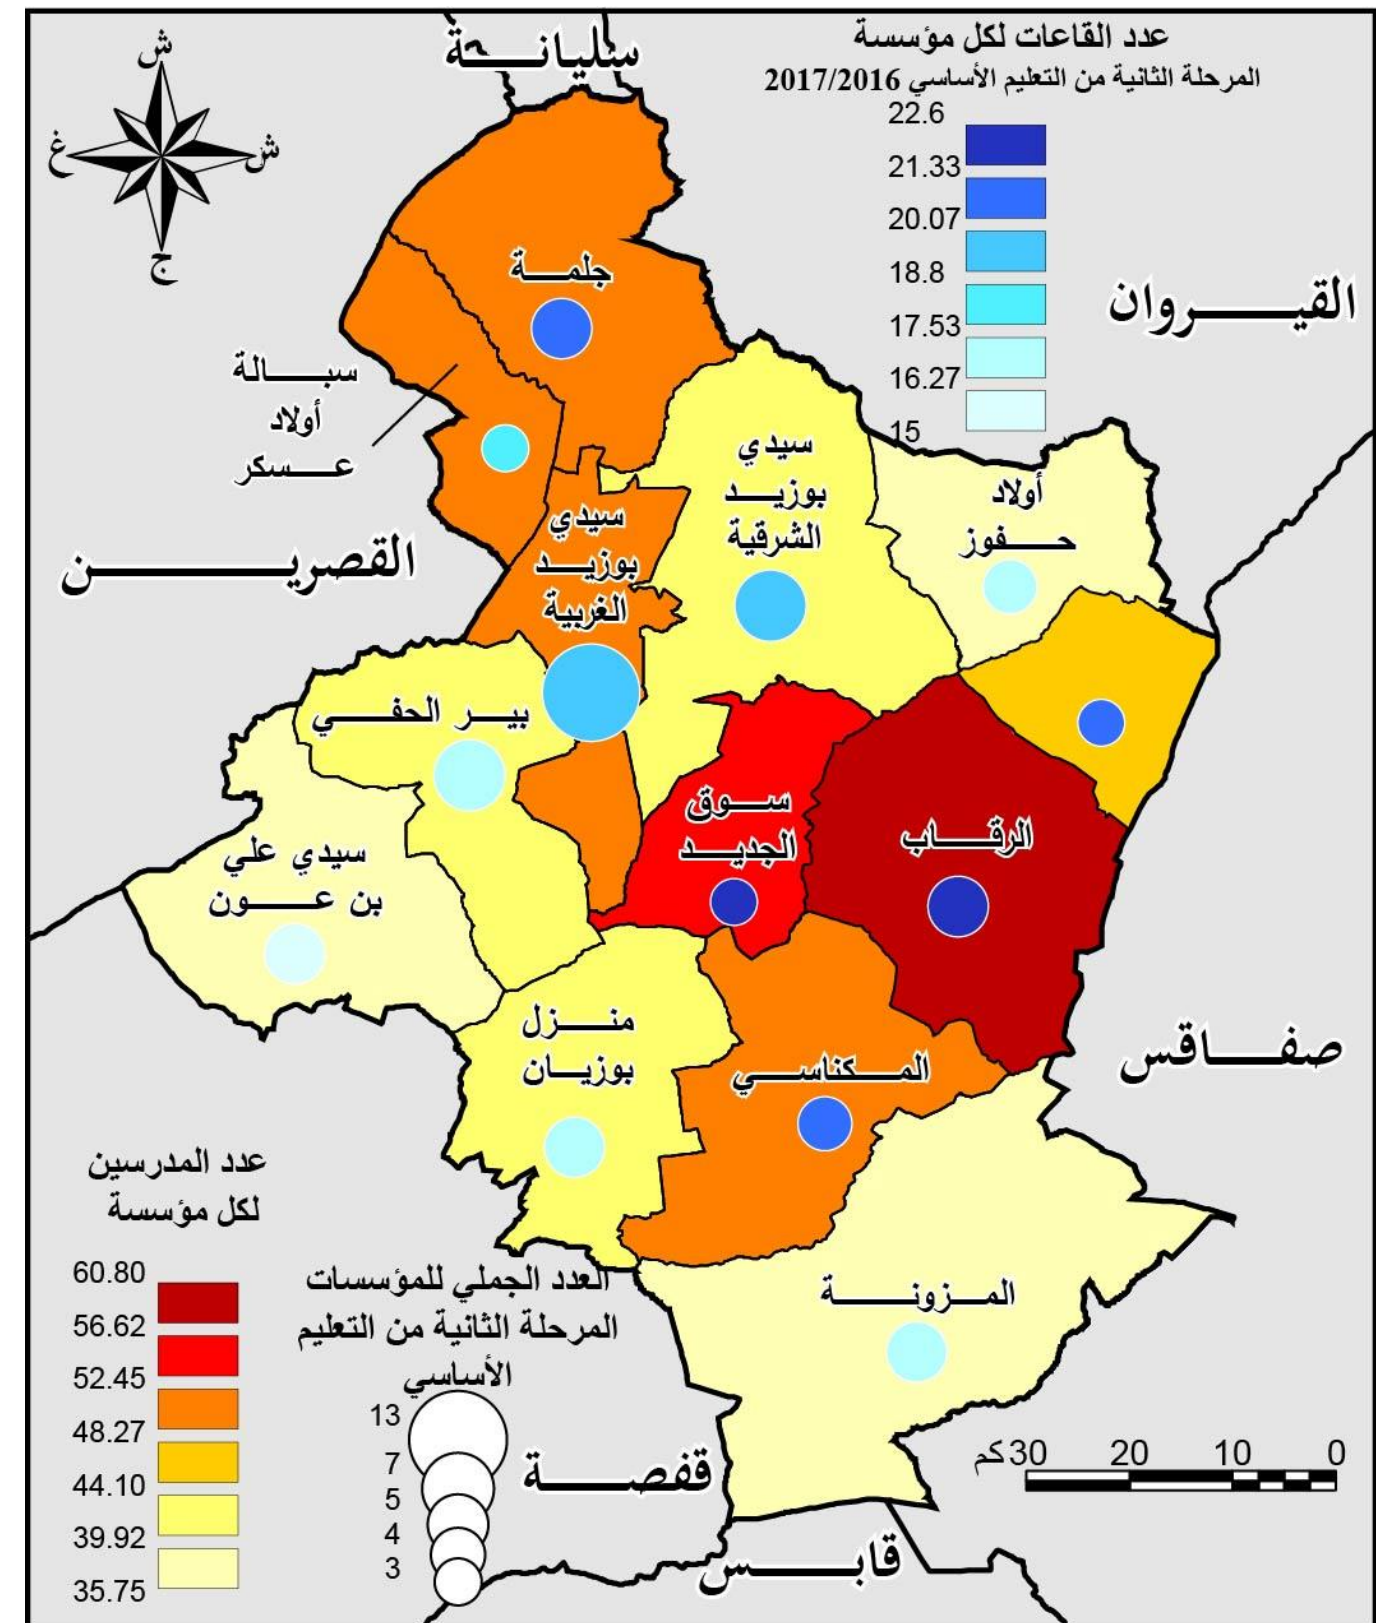 سليانة
عدد القاعات لكل مؤسسة
المرحلة الثانية من التعليم الأساسي 2017/2016
22.6
21.33
20.07
18.8
17.53
16.27
15
ش
غ
ش
ج
القيروان
جلمة
سبالة
أولاد
عسكر
سيدي
بوزيد
الشرقية
أولاد
حفوز
سيدي
بوزيد
الغربية
القصرين
بير الحفي
سوق
الجديد
الرقاب
سيدي علي
بن عون
منزل
بوزيان
المكناسي
صفاقس
المزونة
عدد المدرسين
لكل مؤسسة
60.80
56.62
52.45
48.27
44.10
39.92
35.75
العدد الجملي للمؤسسات
المرحلة الثانية من التعليم
الأساسي
13
7
5
4
3
قفصة
قابس
30كم 20 10 0